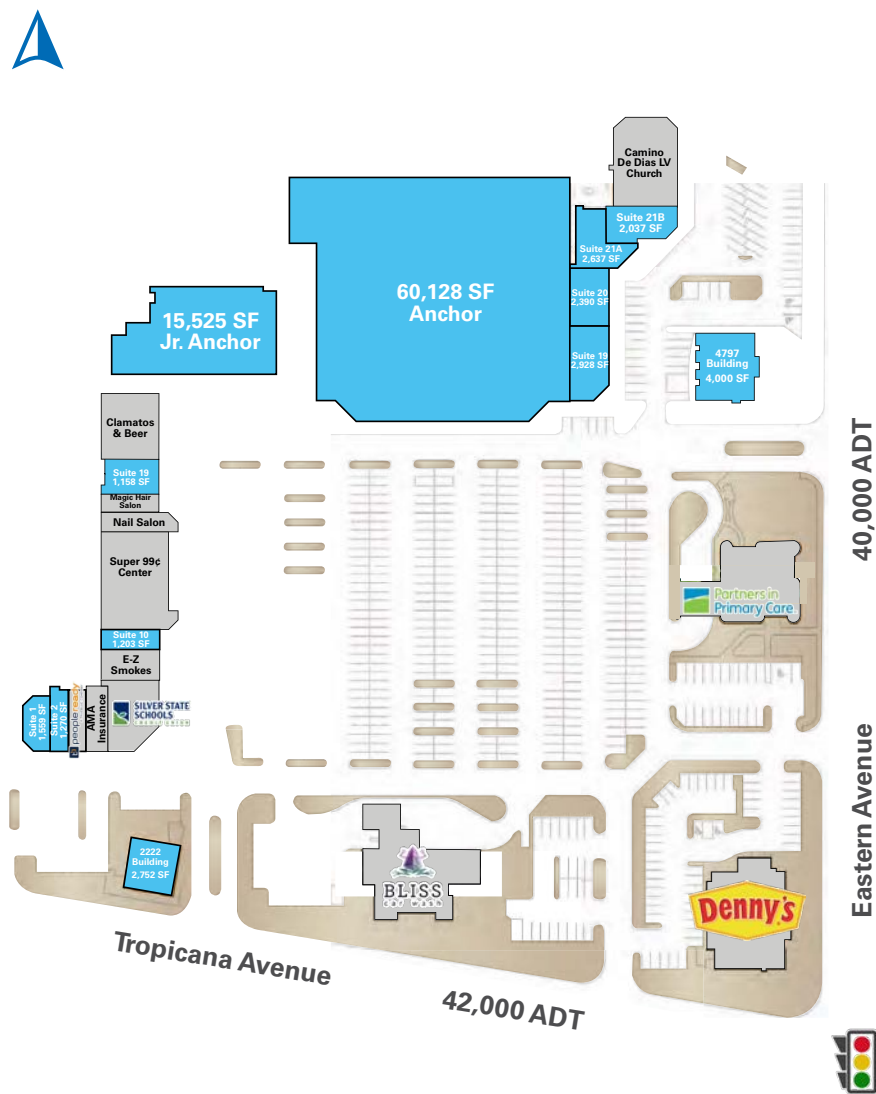 Camino
De Dias LV
Church
Suite 21B
2,037 SF
Suite 21A
2,637 SF
60,128 SF
Anchor
Suite 20
2,390 SF
15,525 SF
Jr. Anchor
Suite 19
2,928 SF
4797
Building
4,000 SF
Clamatos
& Beer
Suite 19
1,158 SF
Magic Hair
Salon
Nail Salon
Super 99¢
Center
Suite 10
1,203 SF
E-Z
Smokes
Suite 1
1,559 SF
Suite 2
1,270 SF
peopleready
AMA
Insurance
SILVER STATE
SCHOOLS
CREDIT UNION
40,000 ADT
Partners in
Primary Care
Eastern Avenue
2222
Building
2,752 SF
BLISS
car wash
Denny's
Tropicana Avenue
42,000 ADT